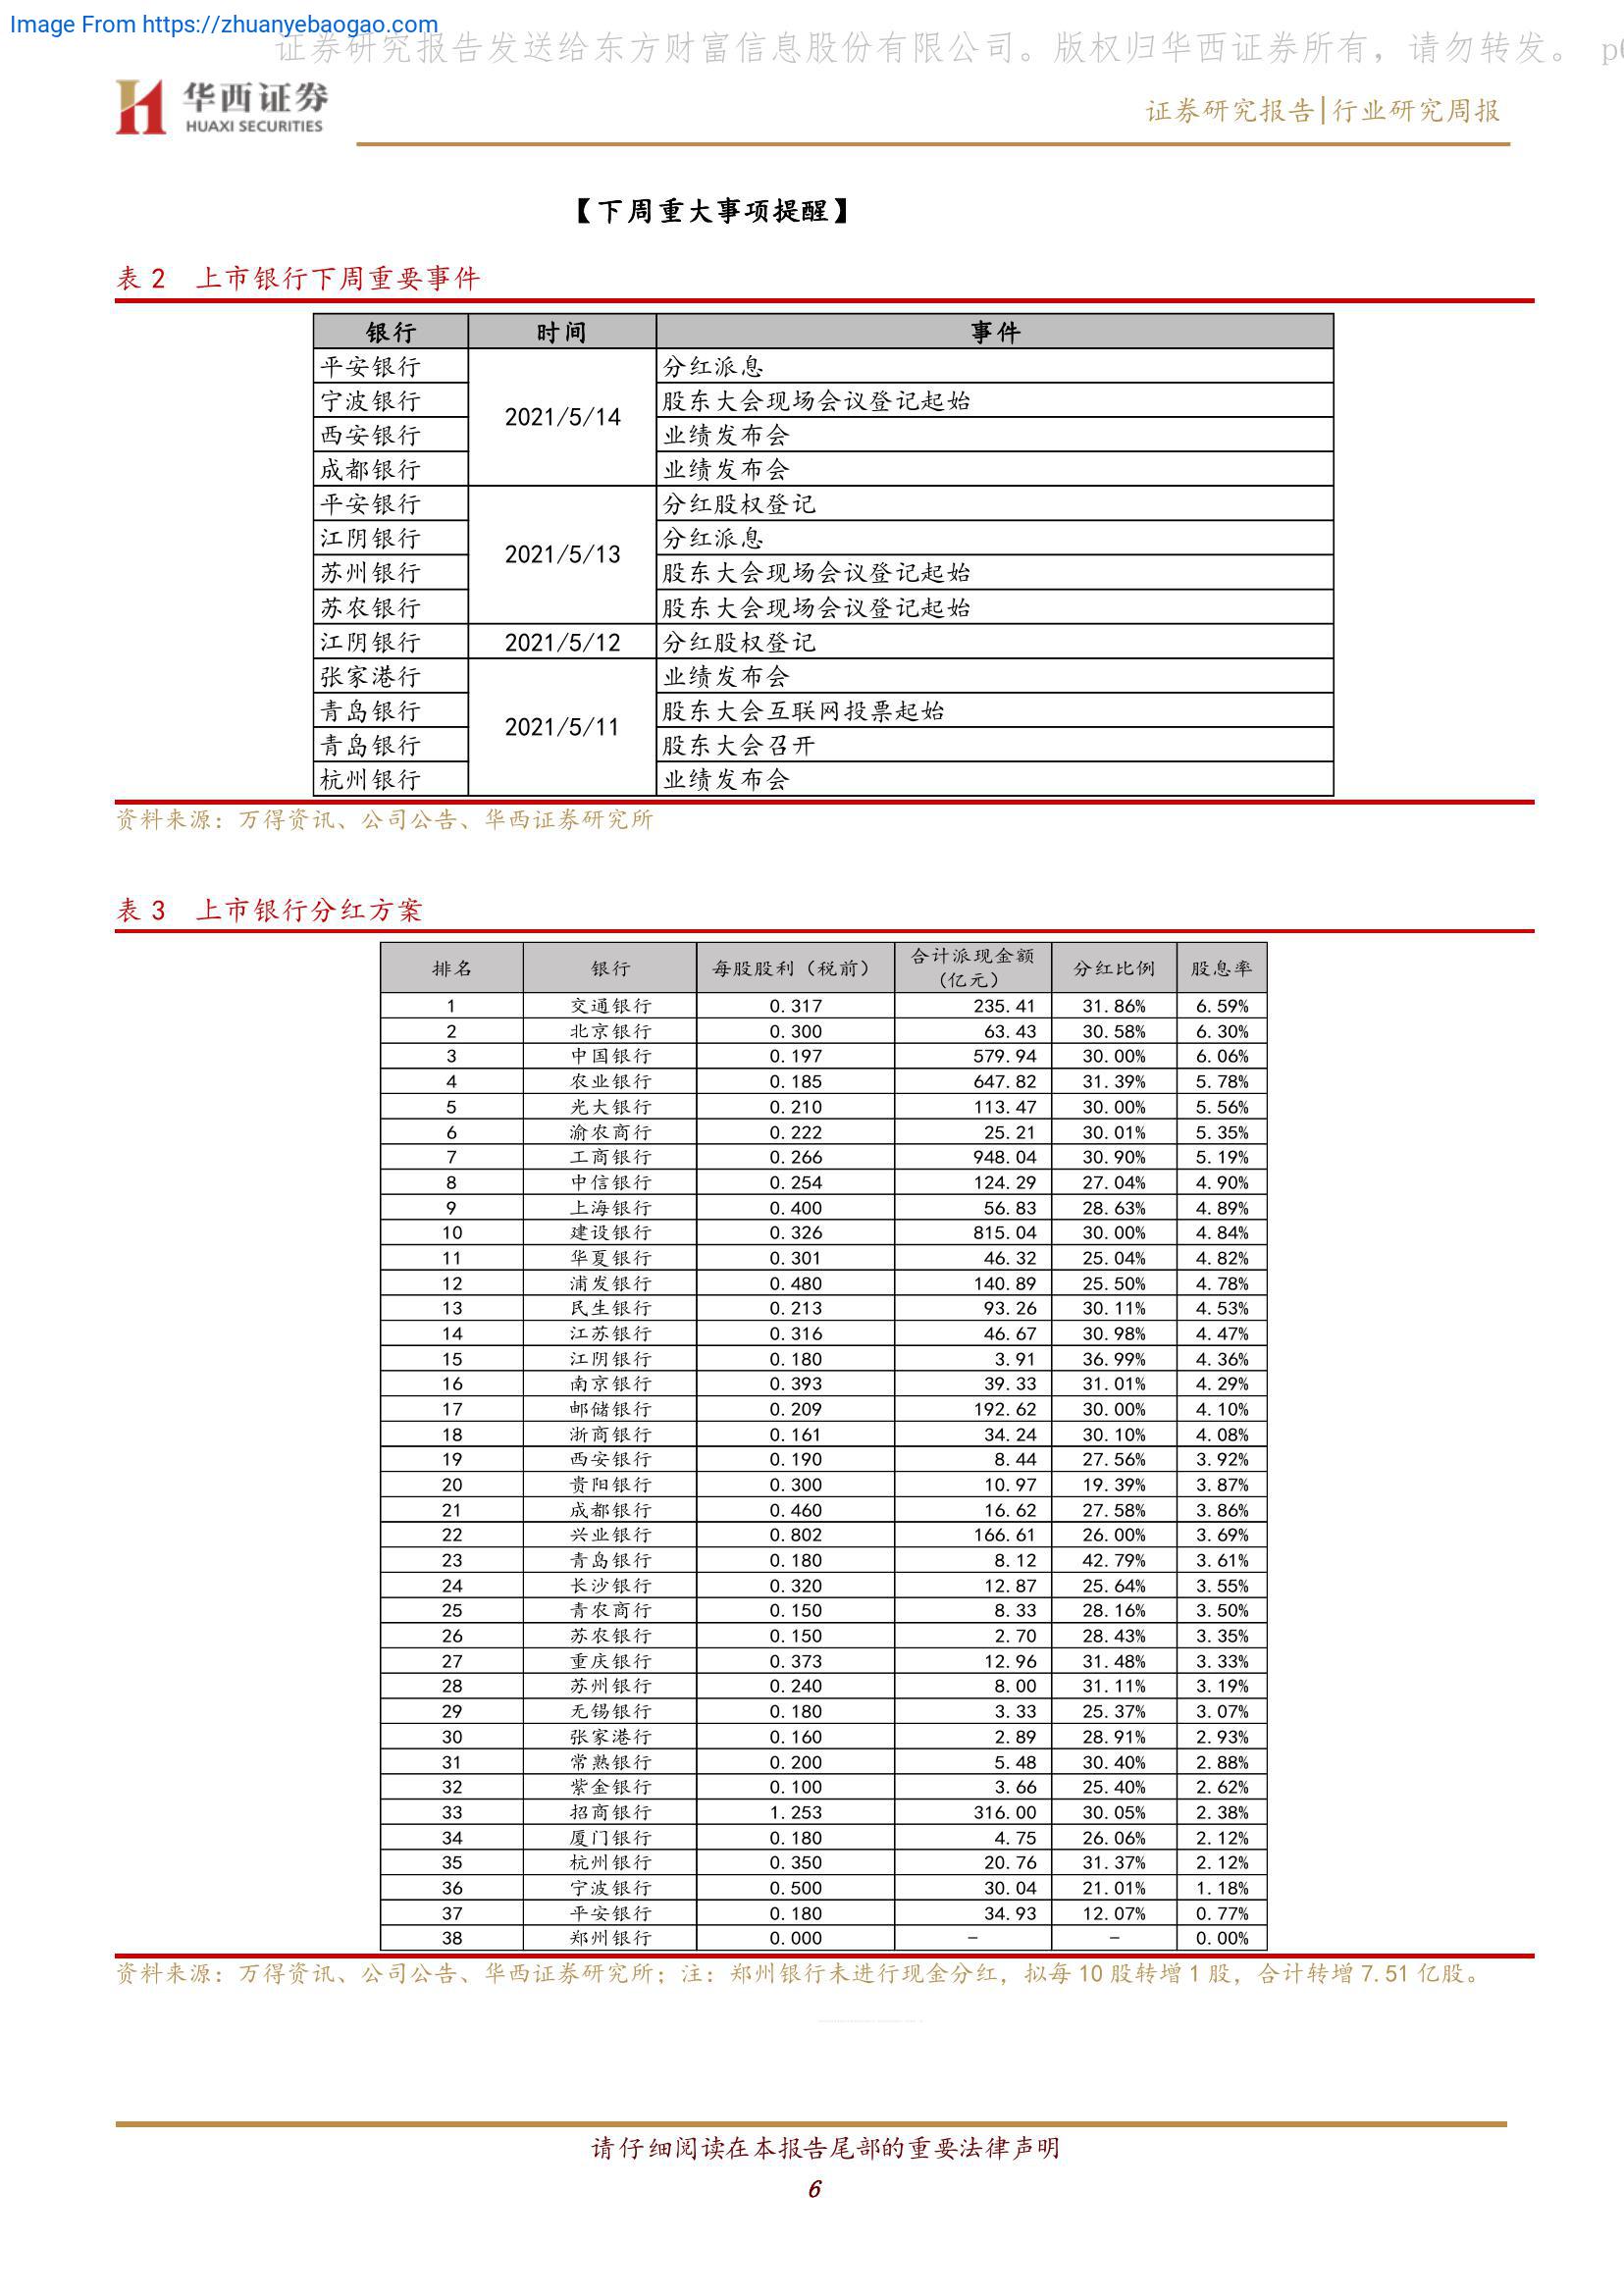 Image From https://zhuanyebaogao.com
证券研究报告发送给东方财富信息股份有限公司。版权归华西证券所有，请勿转发。 p6
华西证券
HUAXI SECURITIES
证券研究报告|行业研究周报
【下周重大事项提醒】
表 2 上市银行下周重要事件
银行 时间 事件
平安银行 分红派息
宁波银行 股东大会现场会议登记起始
2021/5/14
西安银行 业绩发布会
成都银行 业绩发布会
平安银行 分红股权登记
江阴银行 分红派息
2021/5/13
苏州银行 股东大会现场会议登记起始
苏农银行 股东大会现场会议登记起始
江阴银行 2021/5/12 分红股权登记
张家港行 业绩发布会
青岛银行 股东大会互联网投票起始
2021/5/11
青岛银行 股东大会召开
杭州银行 业绩发布会
资料来源：万得资讯、公司公告、华西证券研究所
表 3 上市银行分红方案
排名 银行 每股股利（税前） 合计派现金额（亿元） 分红比例 股息率
1 交通银行 0.317 235.41 31.86% 6.59%
2 北京银行 0.300 63.43 30.58% 6.30%
3 中国银行 0.197 579.94 30.00% 6.06%
4 农业银行 0.185 647.82 31.39% 5.78%
5 光大银行 0.210 113.47 30.00% 5.56%
6 渝农商行 0.222 25.21 30.01% 5.35%
7 工商银行 0.266 948.04 30.90% 5.19%
8 中信银行 0.254 124.29 27.04% 4.90%
9 上海银行 0.400 56.83 28.63% 4.89%
10 建设银行 0.326 815.04 30.00% 4.84%
11 华夏银行 0.301 46.32 25.04% 4.82%
12 浦发银行 0.480 140.89 25.50% 4.78%
13 民生银行 0.213 93.26 30.11% 4.53%
14 江苏银行 0.316 46.67 30.98% 4.47%
15 江阴银行 0.180 3.91 36.99% 4.36%
16 南京银行 0.393 39.33 31.01% 4.29%
17 邮储银行 0.209 192.62 30.00% 4.10%
18 浙商银行 0.161 34.24 30.10% 4.08%
19 西安银行 0.190 8.44 27.56% 3.92%
20 贵阳银行 0.300 10.97 19.39% 3.87%
21 成都银行 0.460 16.62 27.58% 3.86%
22 兴业银行 0.802 166.61 26.00% 3.69%
23 青岛银行 0.180 8.12 42.79% 3.61%
24 长沙银行 0.320 12.87 25.64% 3.55%
25 青农商行 0.150 8.33 28.16% 3.50%
26 苏农银行 0.150 2.70 28.43% 3.35%
27 重庆银行 0.373 12.96 31.48% 3.33%
28 苏州银行 0.240 8.00 31.11% 3.19%
29 无锡银行 0.180 3.33 25.37% 3.07%
30 张家港行 0.160 2.89 28.91% 2.93%
31 常熟银行 0.200 5.48 30.40% 2.88%
32 紫金银行 0.100 3.66 25.40% 2.62%
33 招商银行 1.253 316.00 30.05% 2.38%
34 厦门银行 0.180 4.75 26.06% 2.12%
35 杭州银行 0.350 20.76 31.37% 2.12%
36 宁波银行 0.500 30.04 21.01% 1.18%
37 平安银行 0.180 34.93 12.07% 0.77%
38 郑州银行 0.000 - - 0.00%
资料来源：万得资讯、公司公告、华西证券研究所；注：郑州银行未进行现金分红，拟每 10 股转增 1 股，合计转增 7.51 亿股。
请仔细阅读在本报告尾部的重要法律声明
6